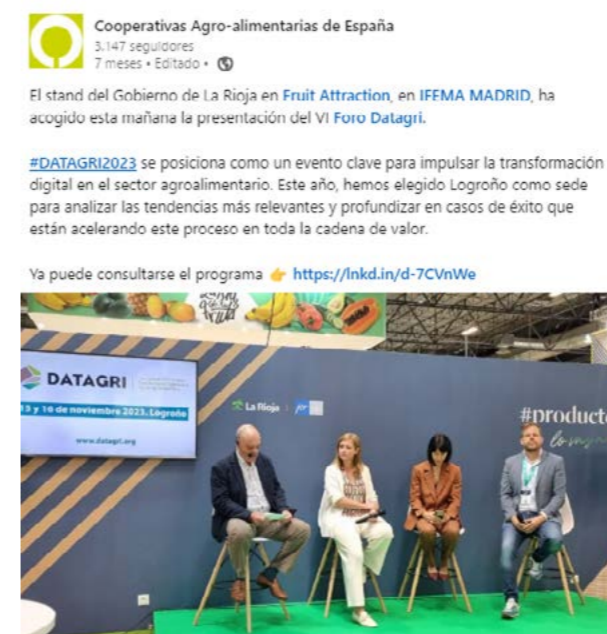 Cooperativas Agro-alimentarias de España
3.147 seguidores
7 meses • Editado •
El stand del Gobierno de La Rioja en Fruit Attraction, en IFEMA MADRID, ha
acogido esta mañana la presentación del VI Foro Datagri.
#DATAGRI2023 se posiciona como un evento clave para impulsar la transformación
digital en el sector agroalimentario. Este año, hemos elegido Logroño como sede
para analizar las tendencias más relevantes y profundizar en casos de éxito que
están acelerando este proceso en toda la cadena de valor.
Ya puede consultarse el programa 👉 https://lnkd.in/d-7CVnWe
DATAGRI
15 y 16 de noviembre 2023. Logroño
www.datagri.org
La Rioja
#producto